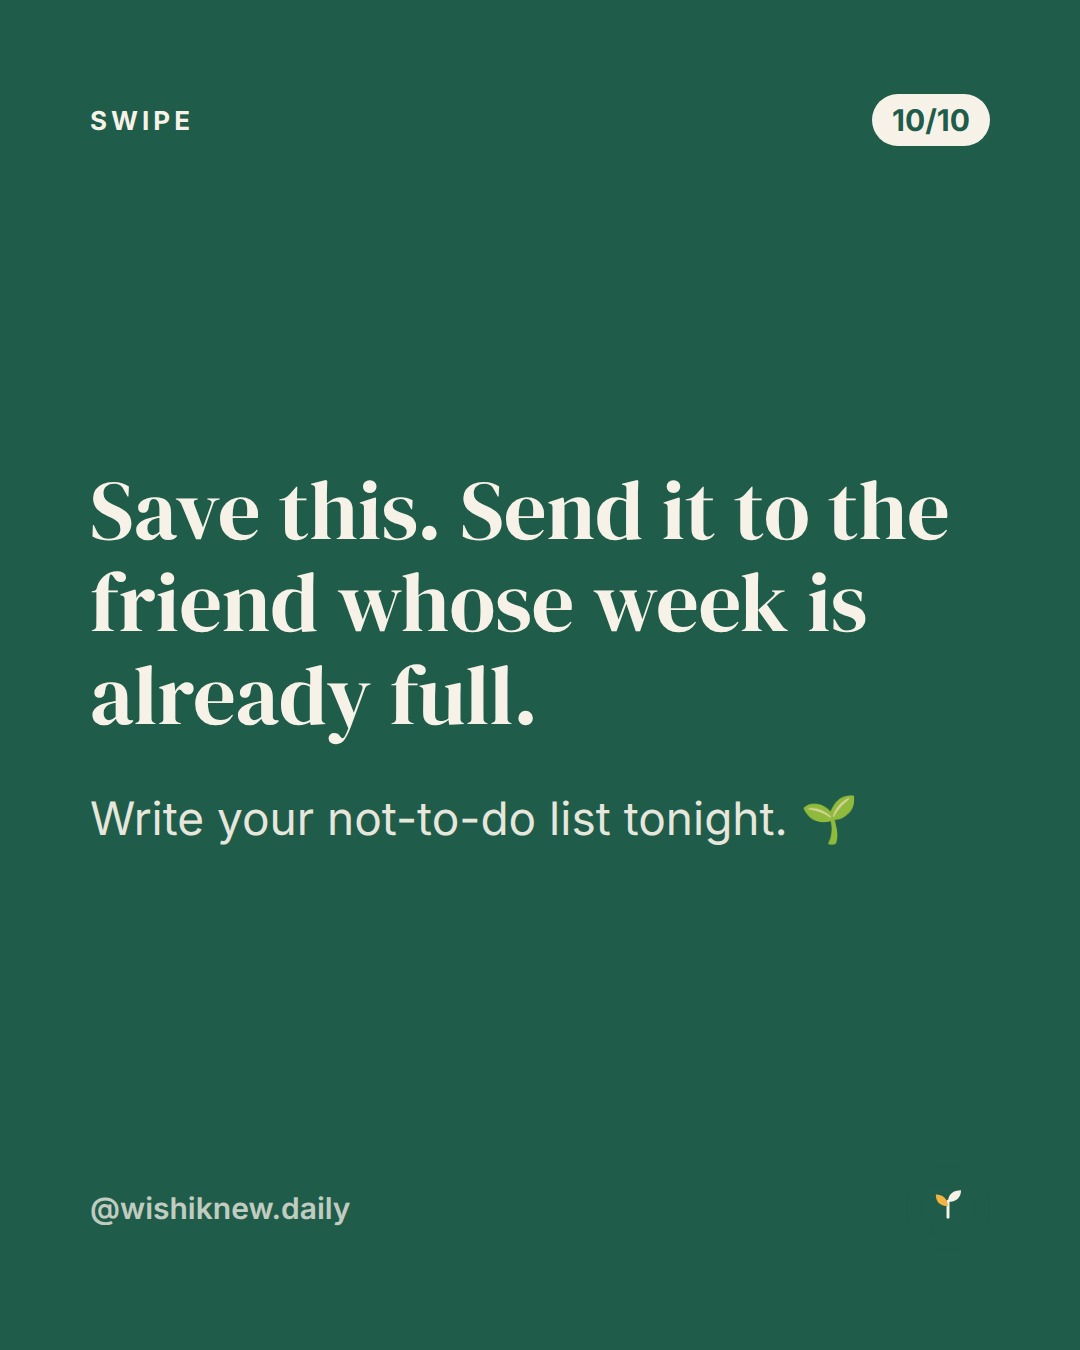 SWIPE
10/10
Save this. Send it to the
friend whose week is
already full.
Write your not-to-do list tonight. 🌱
@wishiknew.daily